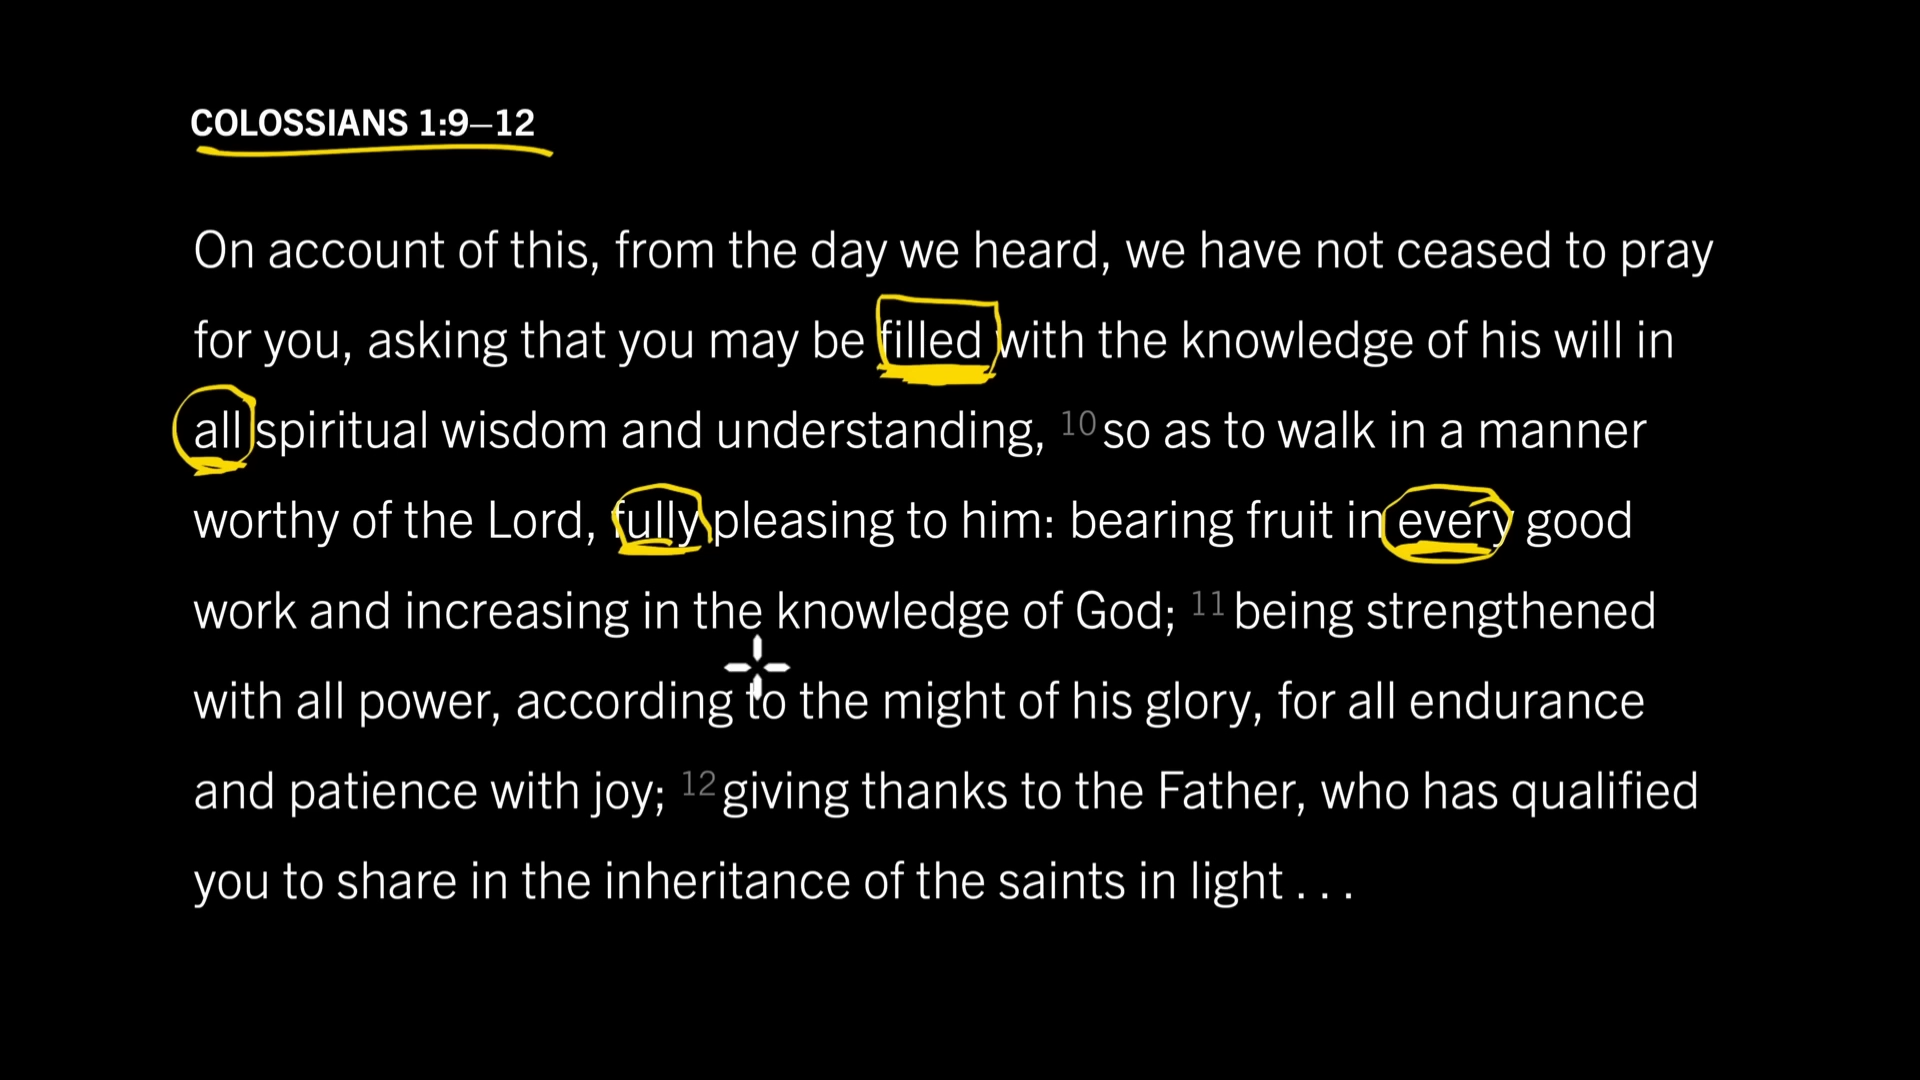 COLOSSIANS 1:9–12
On account of this, from the day we heard, we have not ceased to pray
for you, asking that you may be filled with the knowledge of his will in
all spiritual wisdom and understanding, 10 so as to walk in a manner
worthy of the Lord, fully pleasing to him: bearing fruit in every good
work and increasing in the knowledge of God; 11 being strengthened
with all power, according to the might of his glory, for all endurance
and patience with joy; 12 giving thanks to the Father, who has qualified
you to share in the inheritance of the saints in light . . .